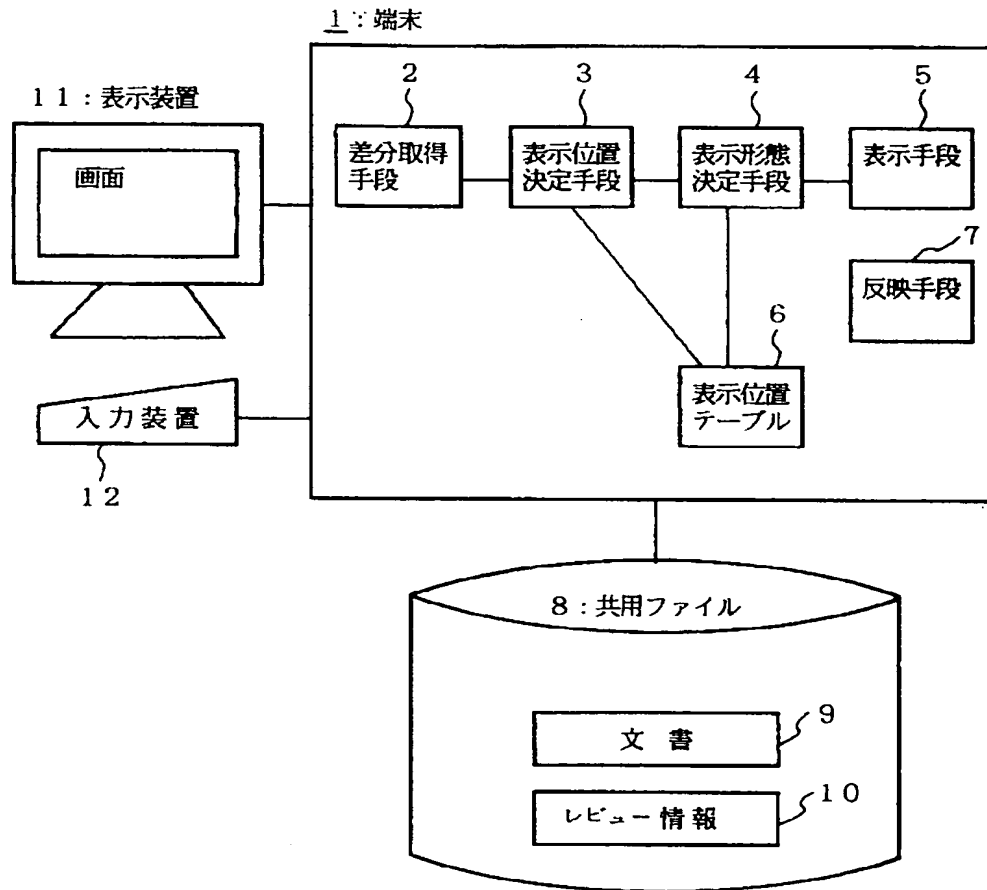 1:端末
11:表示装置
画面
2
3
4
5
差分取得
手段
表示位置
決定手段
表示形態
決定手段
表示手段
7
反映手段
6
表示位置
テーブル
入力装置
12
8:共用ファイル
文書
9
レビュー情報
10